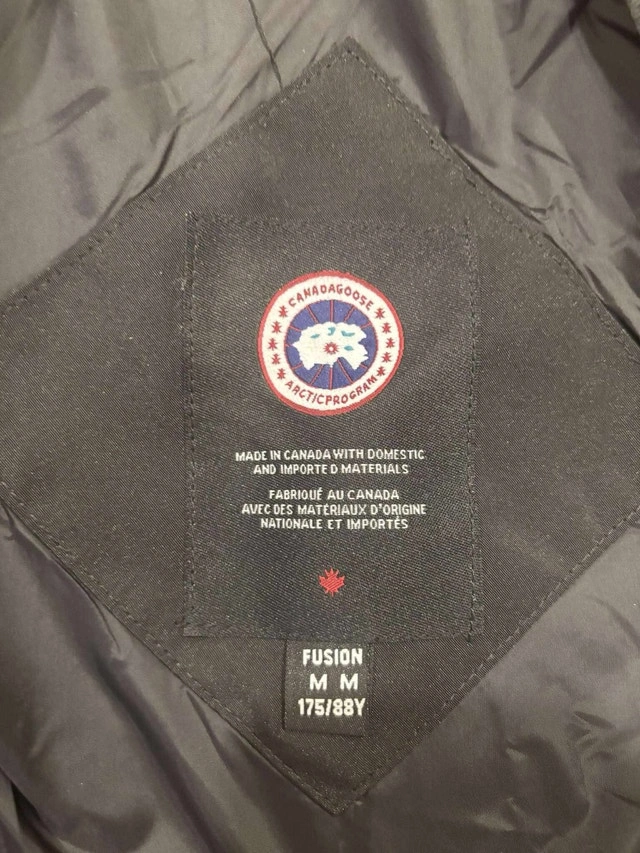 CANADA GOOSE
ARCTIC PROGRAM
MADE IN CANADA WITH DOMESTIC
AND IMPORTED MATERIALS
FABRIQUÉ AU CANADA
AVEC DES MATÉRIAUX D'ORIGINE
NATIONALE ET IMPORTÉS
FUSION
M M
175/88Y